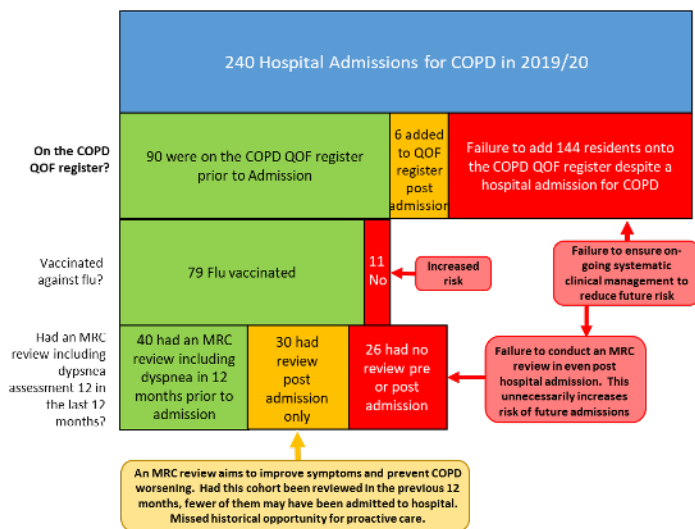 240 Hospital Admissions for COPD in 2019/20
On the COPD
QOF register?
90 were on the COPD QOF register
prior to Admission
6 added
to QOF
register
post
admission
Failure to add 144 residents onto
the COPD QOF register despite a
hospital admission for COPD
Vaccinated
against flu?
79 Flu vaccinated
11
No
Increased
risk
Failure to ensure on-
going systematic
clinical management to
reduce future risk
Had an MRC
review including
dypsnea
assessment 12 in
the last 12
months?
40 had an MRC
review including
dyspnea in 12
months prior to
admission
30 had
review
post
admission
only
26 had no
review pre
or post
admission
Failure to conduct an MRC
review in even post
hospital admission.  This
unnecessarily increases
risk of future admissions
An MRC review aims to improve symptoms and prevent COPD
worsening.  Had this cohort been reviewed in the previous 12
months, fewer of them may have been admitted to hospital.
Missed historical opportunity for proactive care.